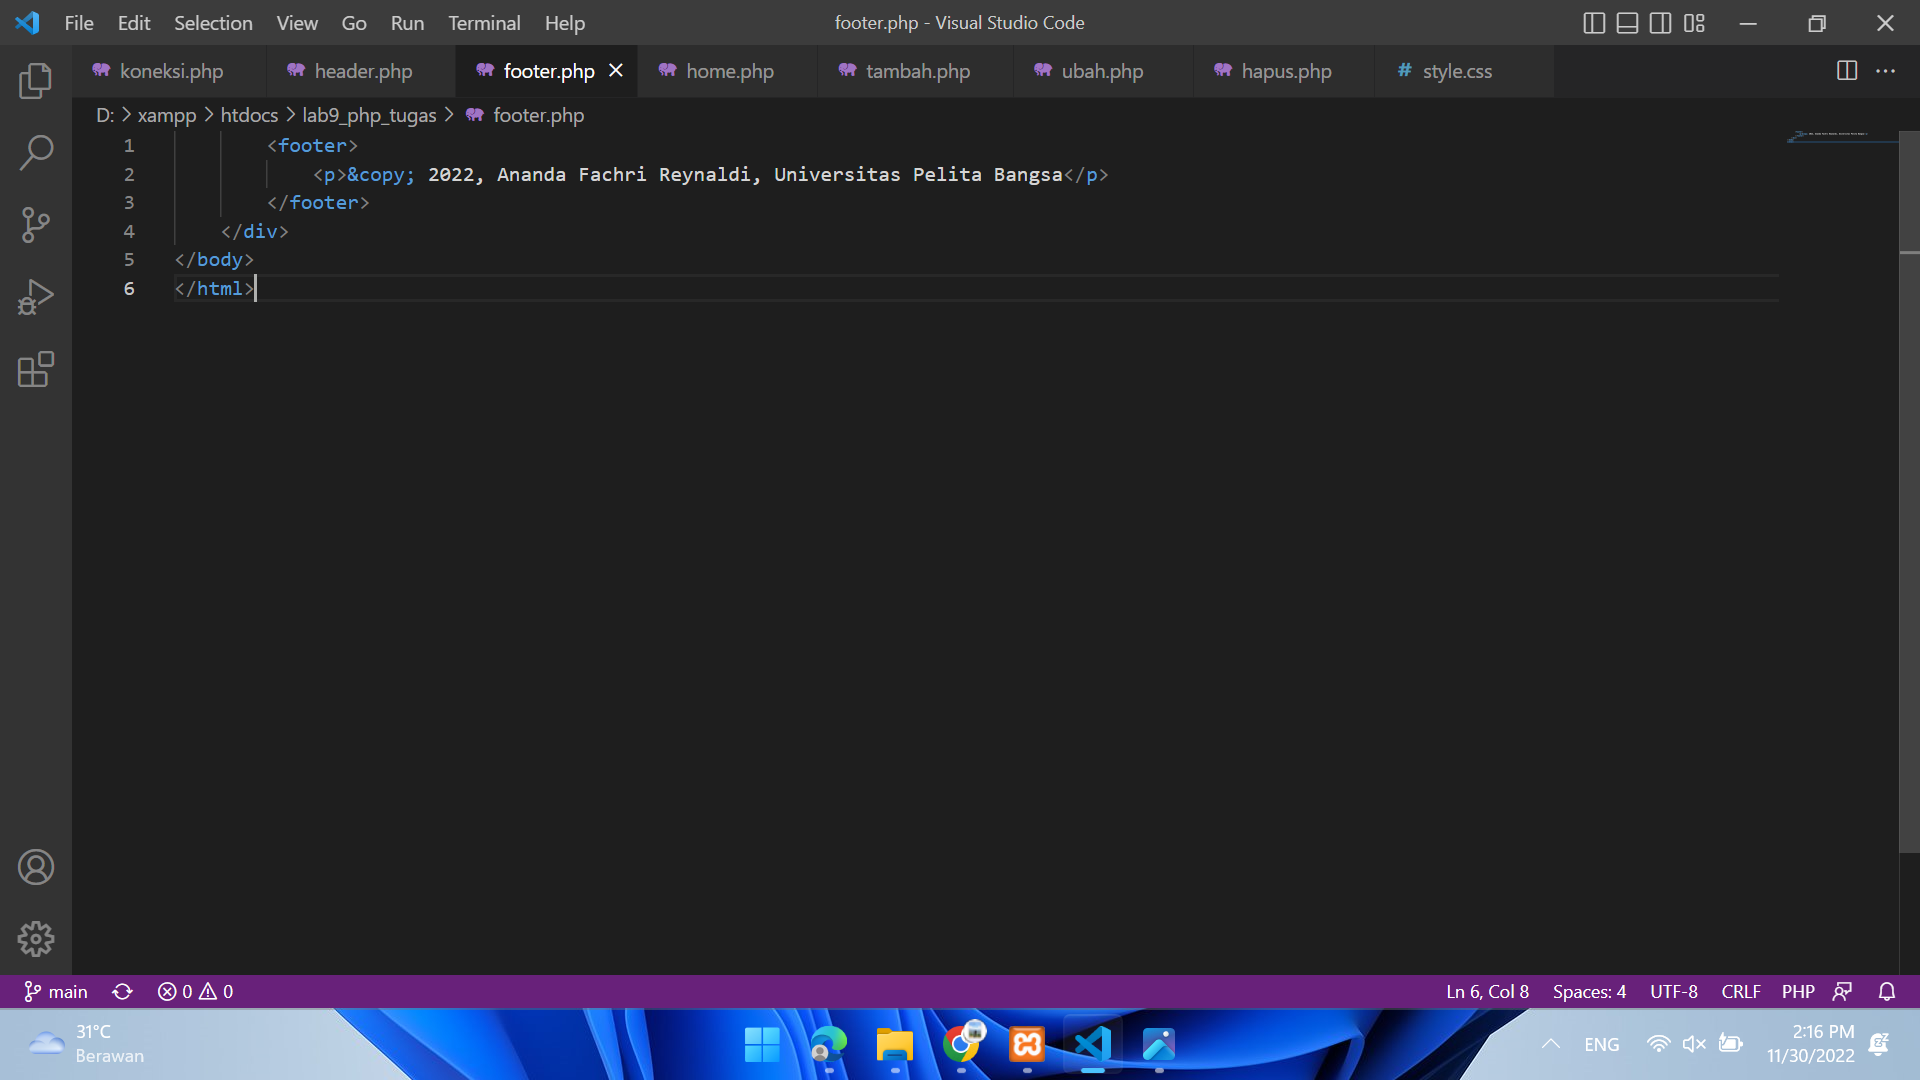 File Edit Selection View Go Run Terminal Help footer.php - Visual Studio Code
koneksi.php header.php footer.php home.php tambah.php ubah.php hapus.php # style.css
D: > xampp > htdocs > lab9_php_tugas > footer.php
1 <footer>
2 <p>&copy; 2022, Ananda Fachri Reynaldi, Universitas Pelita Bangsa</p>
3 </footer>
4 </div>
5 </body>
6 </html>
main 0 0 Ln 6, Col 8 Spaces: 4 UTF-8 CRLF PHP
31°C
Berawan
ENG
2:16 PM
11/30/2022